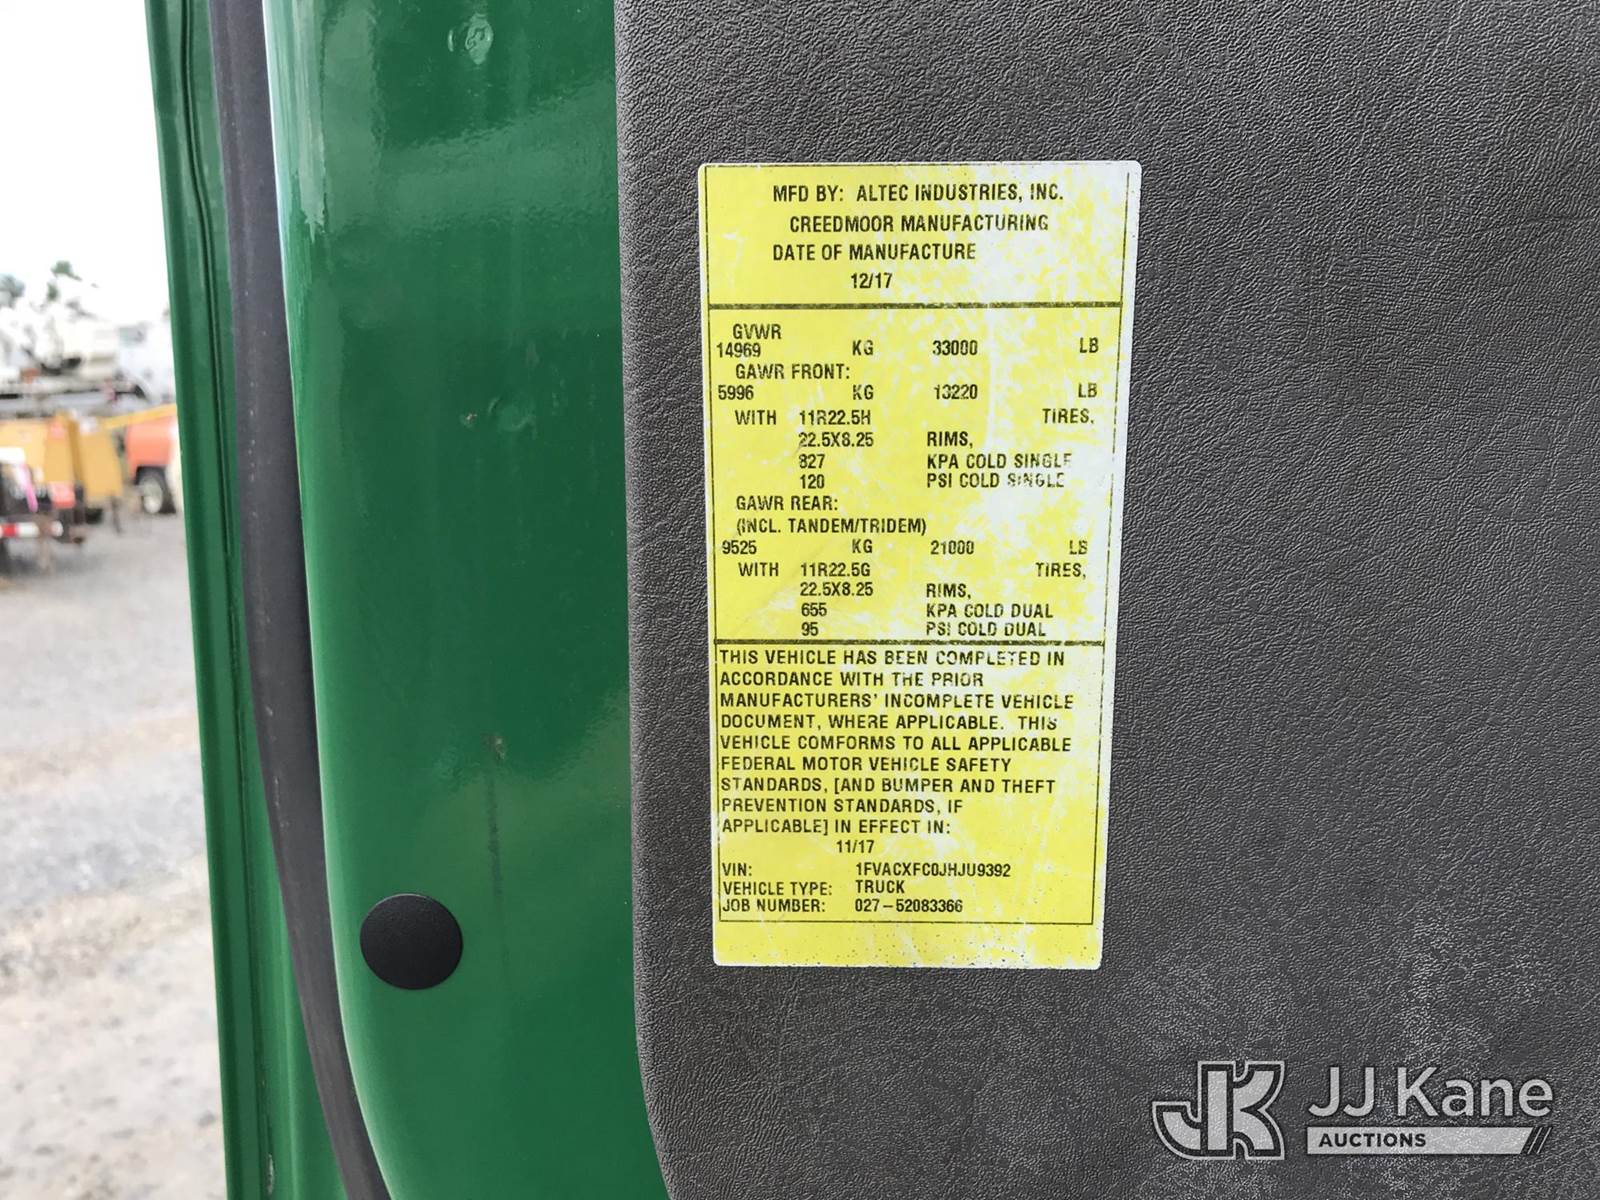 MFD BY: ALTEC INDUSTRIES, INC.
CREEDMOOR MANUFACTURING
DATE OF MANUFACTURE
12/17
GVWR
14969 KG 33000 LB
GAWR FRONT:
5996 KG 13220 LB
WITH 11R22.5H TIRES,
22.5X8.25 RIMS,
827 KPA COLD SINGLE
120 PSI COLD SINGLE
GAWR REAR:
(INCL. TANDEM/TRIDEM)
9525 KG 21000 LB
WITH 11R22.5G TIRES,
22.5X8.25 RIMS,
655 KPA COLD DUAL
95 PSI COLD DUAL
THIS VEHICLE HAS BEEN COMPLETED IN
ACCORDANCE WITH THE PRIOR
MANUFACTURERS' INCOMPLETE VEHICLE
DOCUMENT, WHERE APPLICABLE. THIS
VEHICLE COMFORMS TO ALL APPLICABLE
FEDERAL MOTOR VEHICLE SAFETY
STANDARDS, [AND BUMPER AND THEFT
PREVENTION STANDARDS, IF
APPLICABLE] IN EFFECT IN:
11/17
VIN: 1FVACXFC0JHJU9392
VEHICLE TYPE: TRUCK
JOB NUMBER: 027-52083366
JK JJ Kane
AUCTIONS